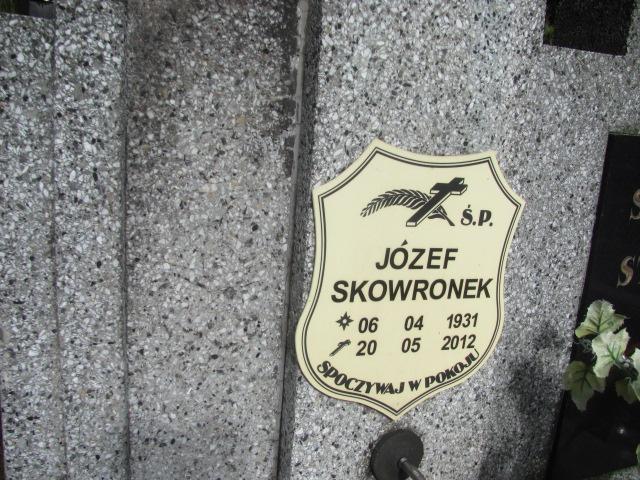 Ś.P.
JÓZEF
SKOWRONEK
06 04 1931
20 05 2012
SPOCZYWAJ W POKOJU